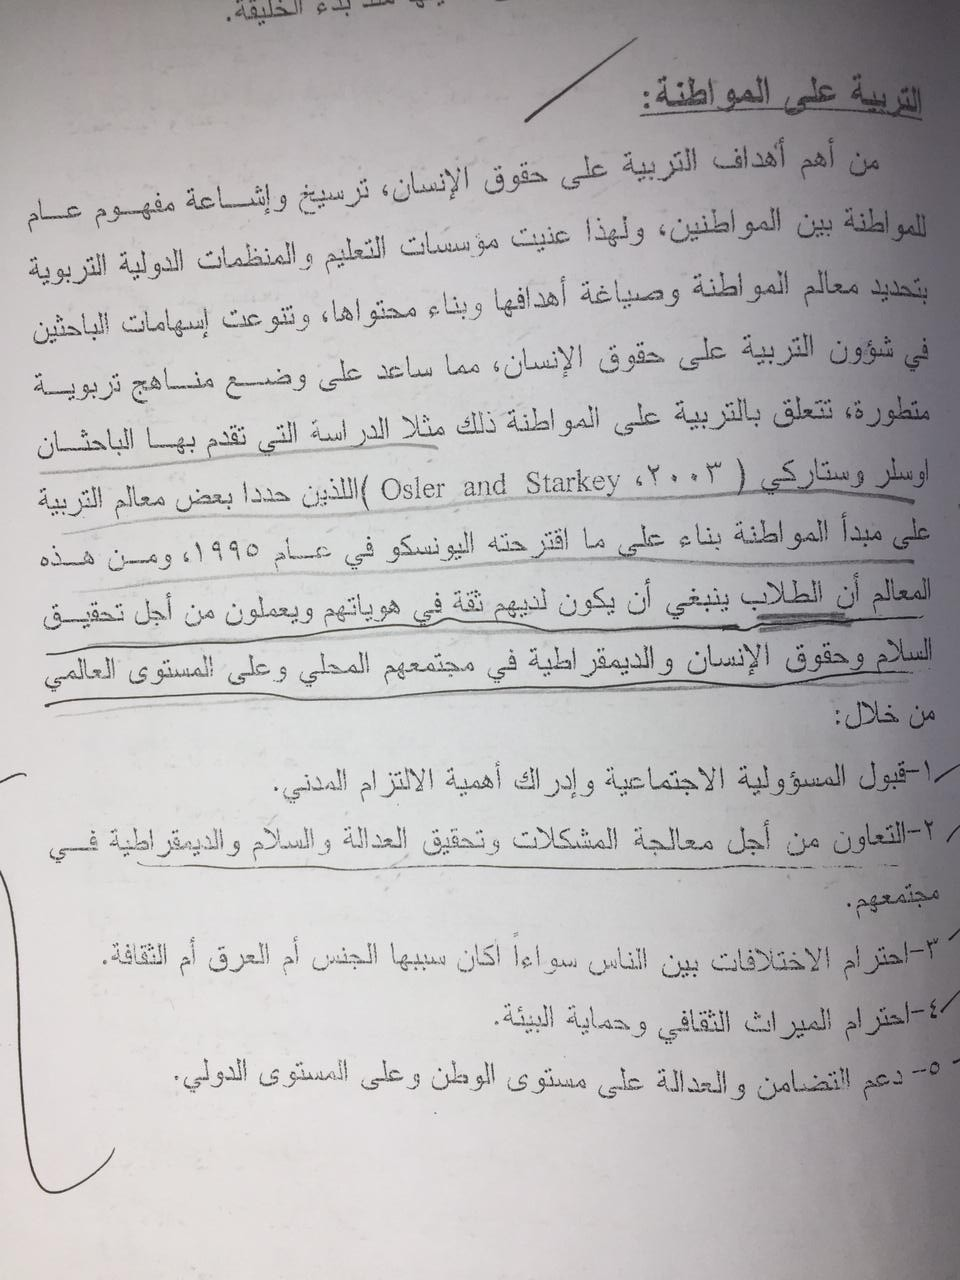 بدء الخليقة.
التربية على المواطنة:
من أهم أهداف التربية على حقوق الإنسان، ترسيخ وإشاعة مفهوم عام
للمواطنة بين المواطنين، ولهذا عنيت مؤسسات التعليم والمنظمات الدولية التربوية
بتحديد معالم المواطنة وصياغة أهدافها وبناء محتواها، وتنوعت إسهامات الباحثين
في شؤون التربية على حقوق الإنسان، مما ساعد على وضع مناهج تربوية
متطورة، تتعلق بالتربية على المواطنة ذلك مثلا الدراسة التي تقدم بها الباحثان
اوسلر وستاركي ( Osler and Starkey ،٢٠٠٣ )اللذين حددا بعض معالم التربية
على مبدأ المواطنة بناء على ما اقترحته اليونسكو في عام ١٩٩٥، ومن هذه
المعالم أن الطلاب ينبغي أن يكون لديهم ثقة في هوياتهم ويعملون من أجل تحقيق
السلام وحقوق الإنسان والديمقراطية في مجتمعهم المحلي وعلى المستوى العالمي
من خلال:
١-قبول المسؤولية الاجتماعية وإدراك أهمية الالتزام المدني.
٢-التعاون من أجل معالجة المشكلات وتحقيق العدالة والسلام والديمقراطية في
مجتمعهم.
٣-احترام الاختلافات بين الناس سواءاً اكان سببها الجنس أم العرق أم الثقافة.
٤-احترام الميراث الثقافي وحماية البيئة.
٥- دعم التضامن والعدالة على مستوى الوطن وعلى المستوى الدولي.